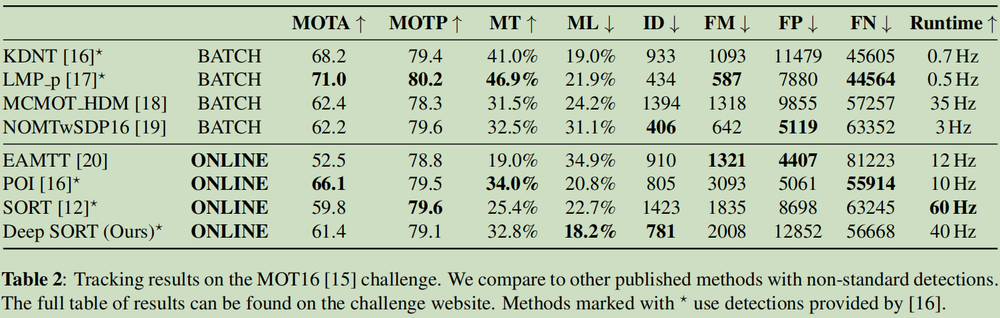 MOTA ↑ MOTP ↑ MT ↑ ML ↓ ID ↓ FM ↓ FP ↓ FN ↓ Runtime ↑
KDNT [16]⋆ BATCH 68.2 79.4 41.0% 19.0% 933 1093 11479 45605 0.7 Hz
LMP_p [17]⋆ BATCH 71.0 80.2 46.9% 21.9% 434 587 7880 44564 0.5 Hz
MCMOT_HDM [18] BATCH 62.4 78.3 31.5% 24.2% 1394 1318 9855 57257 35 Hz
NOMTwSDP16 [19] BATCH 62.2 79.6 32.5% 31.1% 406 642 5119 63352 3 Hz
EAMTT [20] ONLINE 52.5 78.8 19.0% 34.9% 910 1321 4407 81223 12 Hz
POI [16]⋆ ONLINE 66.1 79.5 34.0% 20.8% 805 3093 5061 55914 10 Hz
SORT [12]⋆ ONLINE 59.8 79.6 25.4% 22.7% 1423 1835 8698 63245 60 Hz
Deep SORT (Ours)⋆ ONLINE 61.4 79.1 32.8% 18.2% 781 2008 12852 56668 40 Hz
Table 2: Tracking results on the MOT16 [15] challenge. We compare to other published methods with non-standard detections.
The full table of results can be found on the challenge website. Methods marked with ⋆ use detections provided by [16].